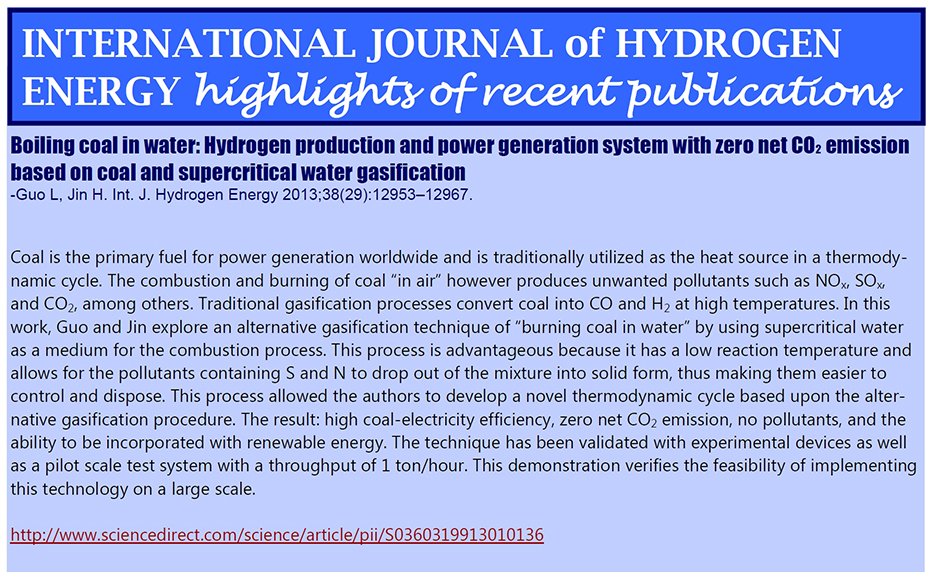 INTERNATIONAL JOURNAL of HYDROGEN
ENERGY highlights of recent publications
Boiling coal in water: Hydrogen production and power generation system with zero net CO₂ emission
based on coal and supercritical water gasification
-Guo L, Jin H. Int. J. Hydrogen Energy 2013;38(29):12953–12967.
Coal is the primary fuel for power generation worldwide and is traditionally utilized as the heat source in a thermody-
namic cycle. The combustion and burning of coal “in air” however produces unwanted pollutants such as NOₓ, SOₓ,
and CO₂, among others. Traditional gasification processes convert coal into CO and H₂ at high temperatures. In this
work, Guo and Jin explore an alternative gasification technique of “burning coal in water” by using supercritical water
as a medium for the combustion process. This process is advantageous because it has a low reaction temperature and
allows for the pollutants containing S and N to drop out of the mixture into solid form, thus making them easier to
control and dispose. This process allowed the authors to develop a novel thermodynamic cycle based upon the alter-
native gasification procedure. The result: high coal-electricity efficiency, zero net CO₂ emission, no pollutants, and the
ability to be incorporated with renewable energy. The technique has been validated with experimental devices as well
as a pilot scale test system with a throughput of 1 ton/hour. This demonstration verifies the feasibility of implementing
this technology on a large scale.
http://www.sciencedirect.com/science/article/pii/S0360319913010136